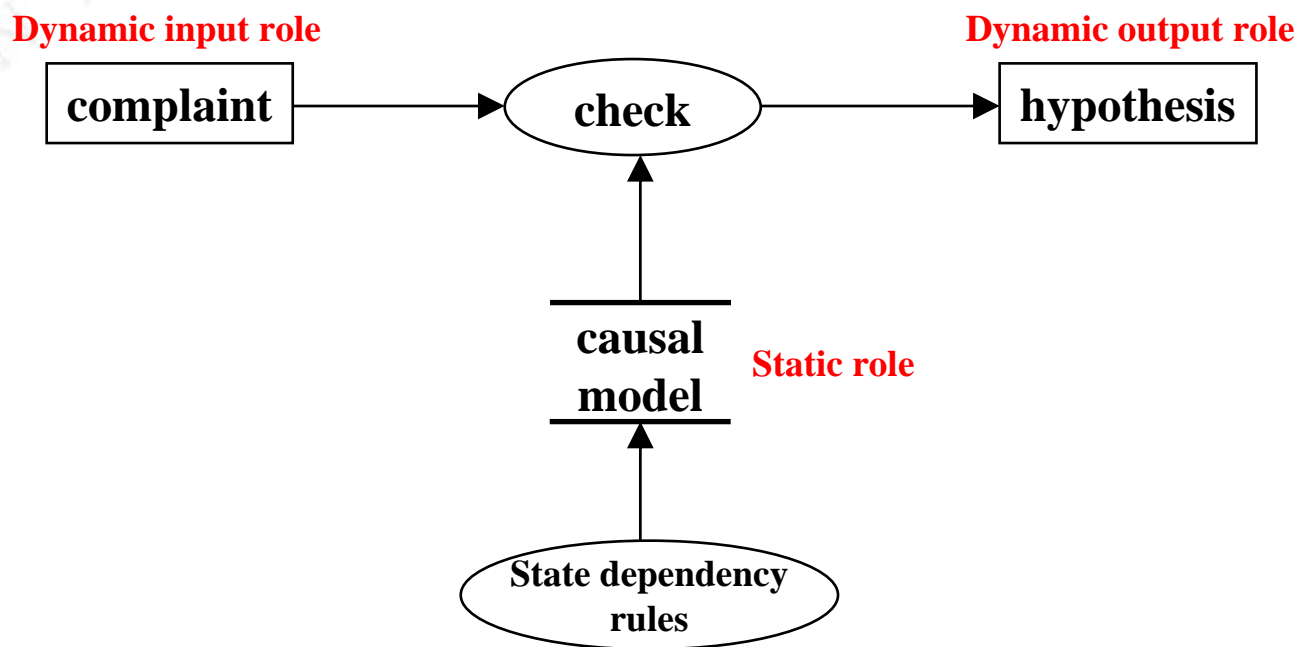 Dynamic input role
Dynamic output role
complaint
check
hypothesis
causal
model
Static role
State dependency
rules